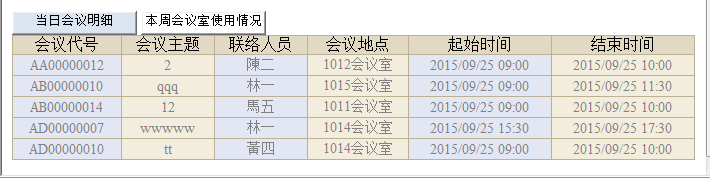 当日会议明细 本周会议室使用情况
会议代号 会议主题 联络人员 会议地点 起始时间 结束时间
AA00000012 2 陳二 1012会议室 2015/09/25 09:00 2015/09/25 10:00
AB00000010 qqq 林一 1015会议室 2015/09/25 09:00 2015/09/25 11:30
AB00000014 12 馬五 1011会议室 2015/09/25 09:00 2015/09/25 10:00
AD00000007 wwwww 林一 1014会议室 2015/09/25 15:30 2015/09/25 17:30
AD00000010 tt 黃四 1014会议室 2015/09/25 09:00 2015/09/25 10:00